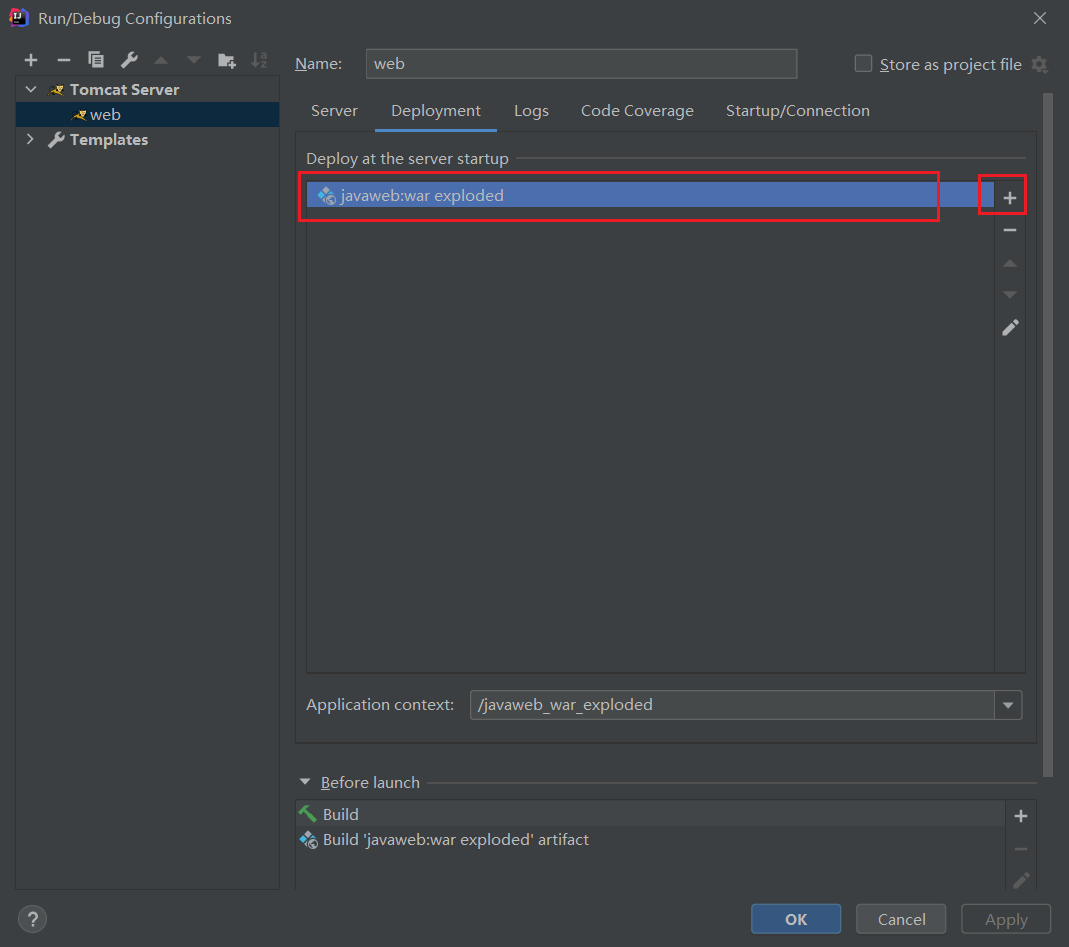 Run/Debug Configurations
Name: web Store as project file
Tomcat Server
web
Templates
Server Deployment Logs Code Coverage Startup/Connection
Deploy at the server startup
javaweb:war exploded
Application context: /javaweb_war_exploded
Before launch
Build
Build 'javaweb:war exploded' artifact
? OK Cancel Apply